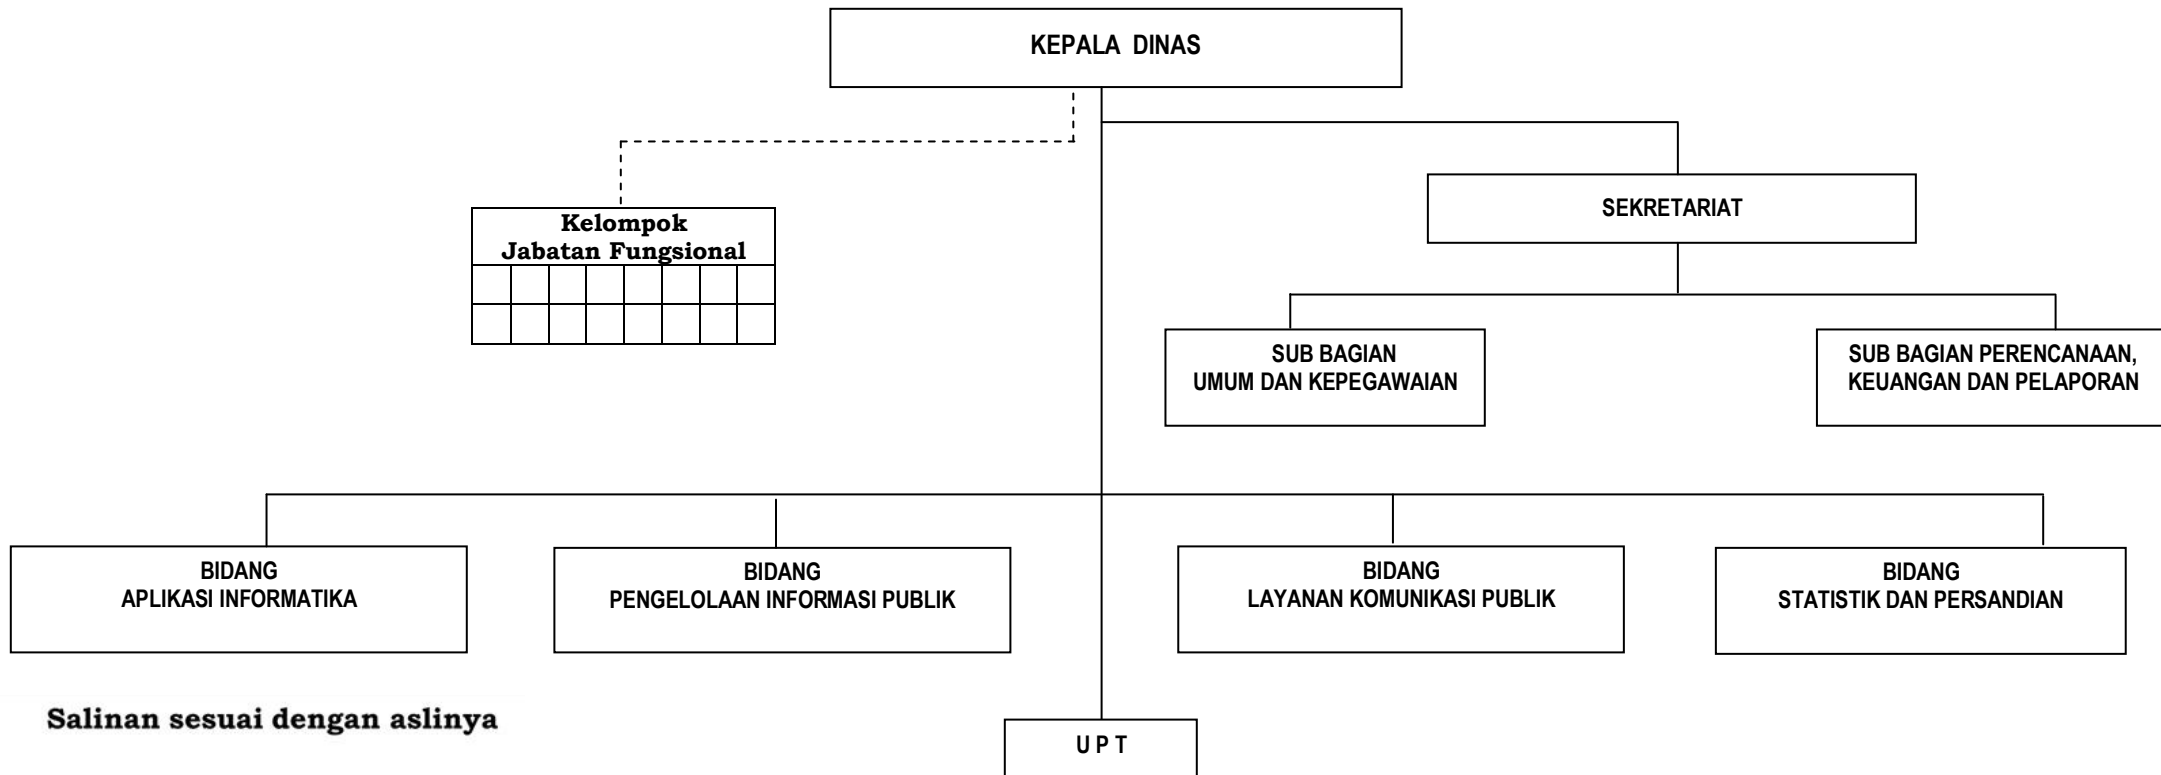 KEPALA DINAS
SEKRETARIAT
Kelompok
Jabatan Fungsional
SUB BAGIAN
UMUM DAN KEPEGAWAIAN
SUB BAGIAN PERENCANAAN,
KEUANGAN DAN PELAPORAN
BIDANG
APLIKASI INFORMATIKA
BIDANG
PENGELOLAAN INFORMASI PUBLIK
BIDANG
LAYANAN KOMUNIKASI PUBLIK
BIDANG
STATISTIK DAN PERSANDIAN
Salinan sesuai dengan aslinya
U P T